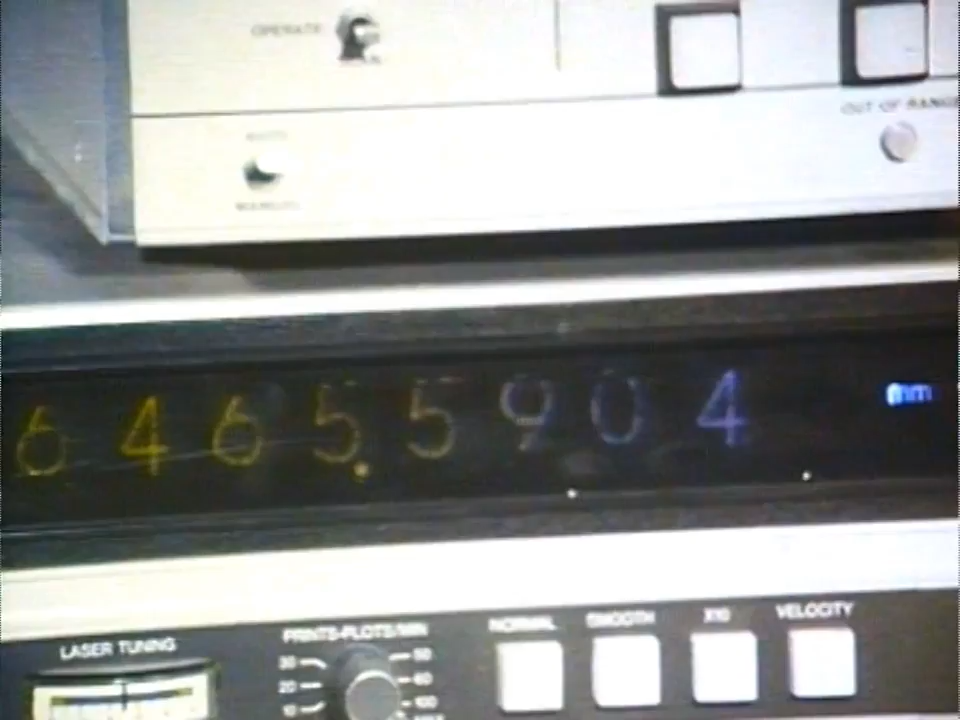 OPERATE
OUT OF RANGE
MANUAL
6465.5904 mm
LASER TUNING
PRINTS-PLOTS/MIN
NORMAL SMOOTH X10 VELOCITY
30 50
20 60
10 100